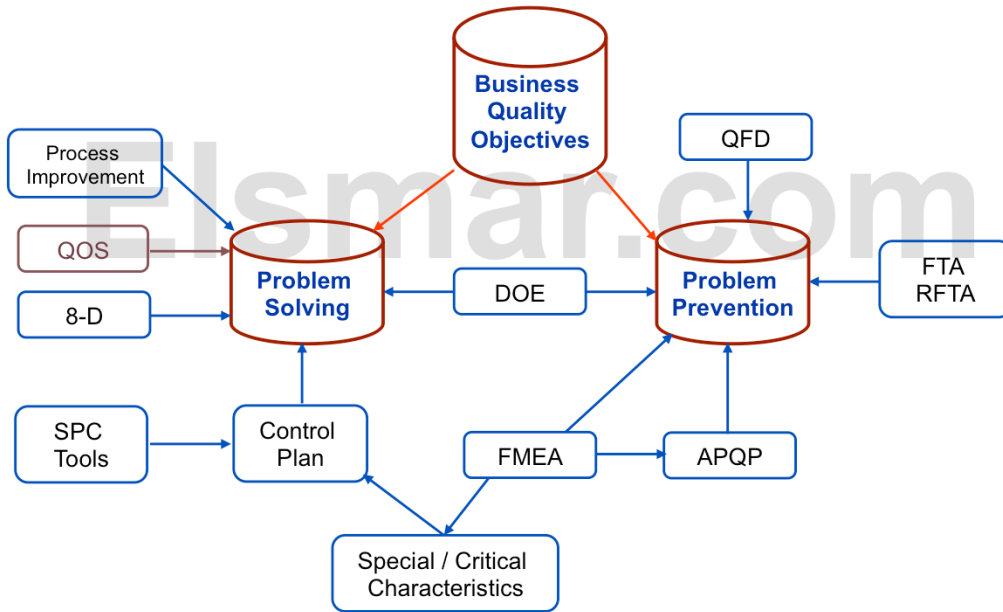 Business
Quality
Objectives
QFD
Process
Improvement
Elsmar.com
QOS
Problem
Solving
DOE
Problem
Prevention
FTA
RFTA
8-D
SPC
Tools
Control
Plan
FMEA
APQP
Special / Critical
Characteristics